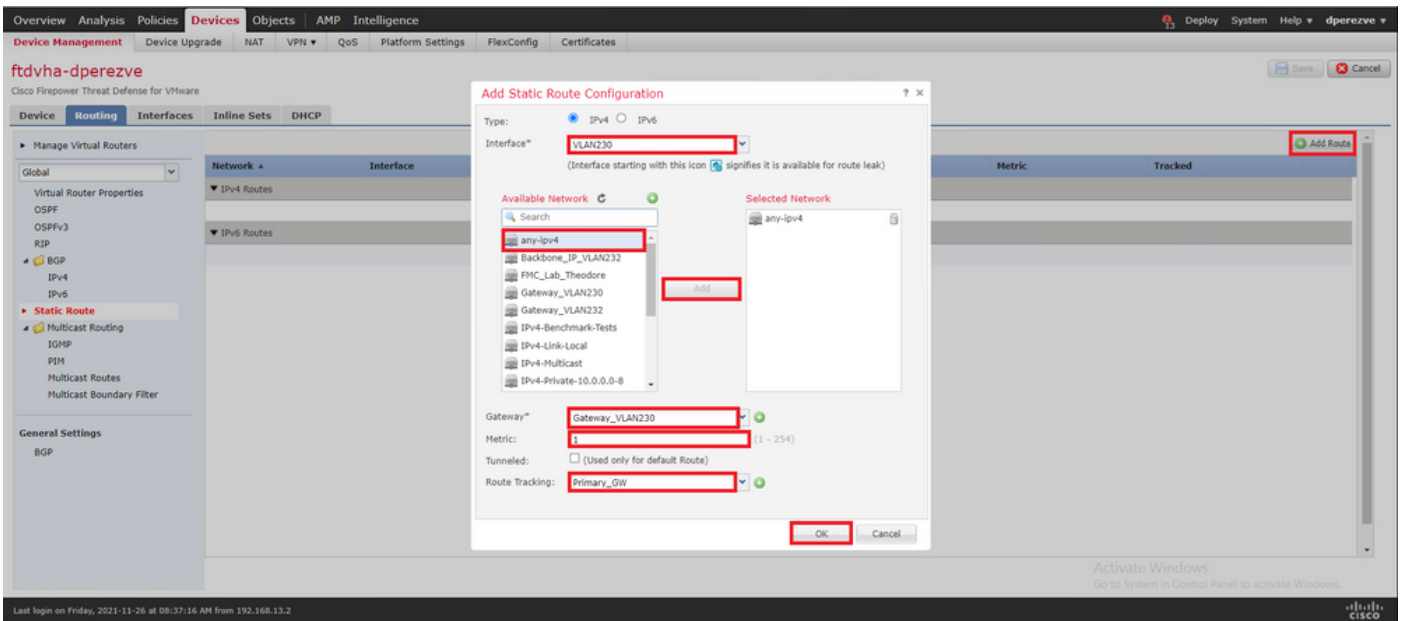 Overview Analysis Policies Devices Objects AMP Intelligence 13 Deploy System Help dperezve
Device Management Device Upgrade NAT VPN QoS Platform Settings FlexConfig Certificates
ftdvha-dperezve
Save Cancel
Cisco Firepower Threat Defense for VMware
Device Routing Interfaces Inline Sets DHCP
Manage Virtual Routers
Add Route
Global
Network Interface Metric Tracked
Virtual Router Properties
IPv4 Routes
OSPF
OSPFv3
IPv6 Routes
RIP
BGP
IPv4
IPv6
Static Route
Multicast Routing
IGMP
PIM
Multicast Routes
Multicast Boundary Filter
General Settings
BGP
Add Static Route Configuration ? ×
Type: IPv4 IPv6
Interface* VLAN230
(Interface starting with this icon signifies it is available for route leak)
Available Network
Search
any-ipv4
Backbone_IP_VLAN232
FMC_Lab_Theodore
Gateway_VLAN230
Gateway_VLAN232
IPv4-Benchmark-Tests
IPv4-Link-Local
IPv4-Multicast
IPv4-Private-10.0.0.0-8
Add
Selected Network
any-ipv4
Gateway* Gateway_VLAN230
Metric: 1 (1 - 254)
Tunneled: (Used only for default Route)
Route Tracking: Primary_GW
OK Cancel
Activate Windows
Go to System in Control Panel to activate Windows.
Last login on Friday, 2021-11-26 at 08:37:16 AM from 192.168.13.2
CISCO